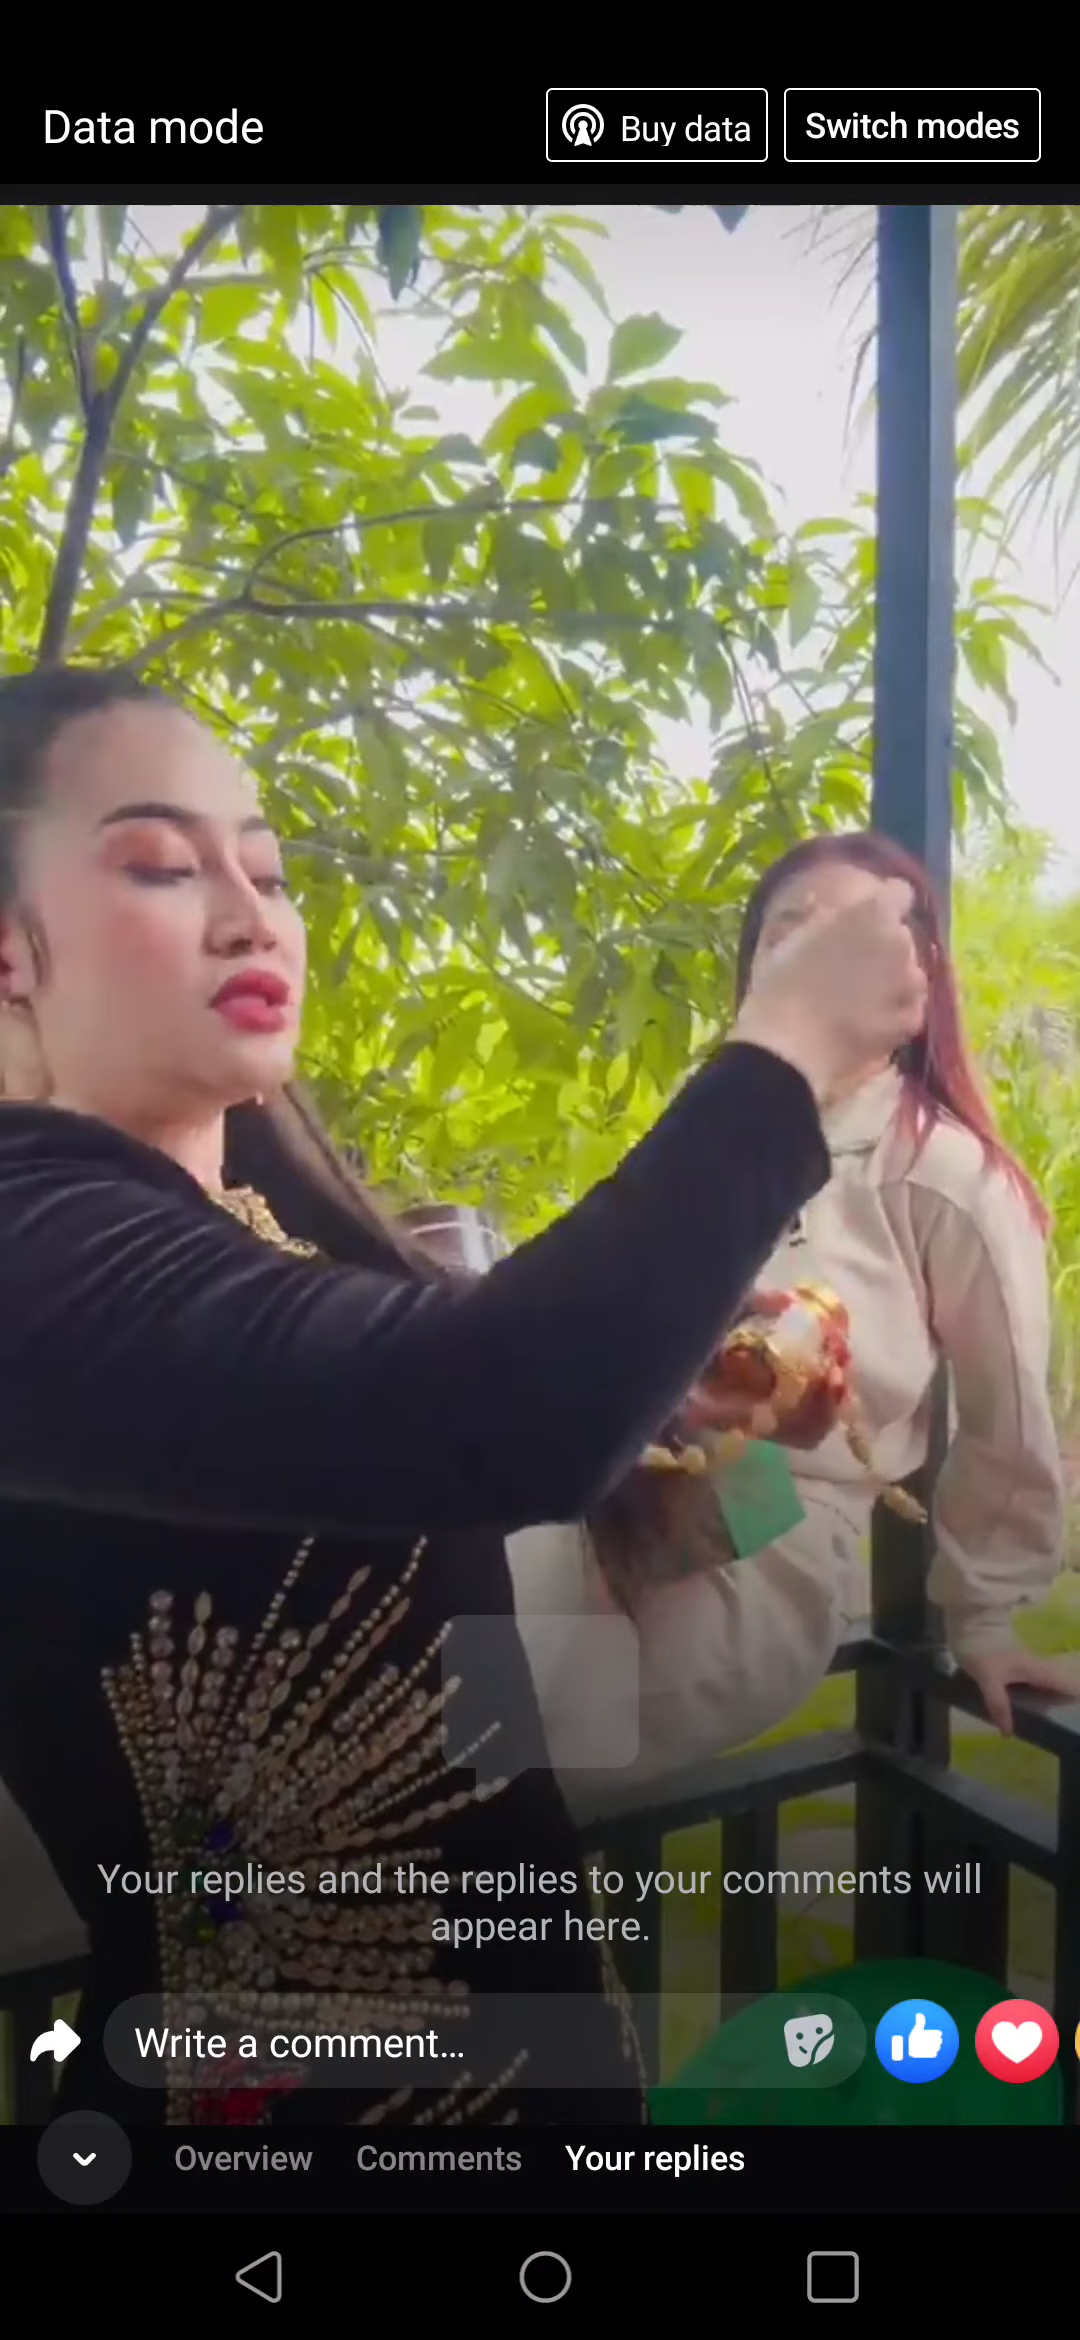 Data mode
Buy data
Switch modes
Your replies and the replies to your comments will
appear here.
Write a comment...
Overview
Comments
Your replies